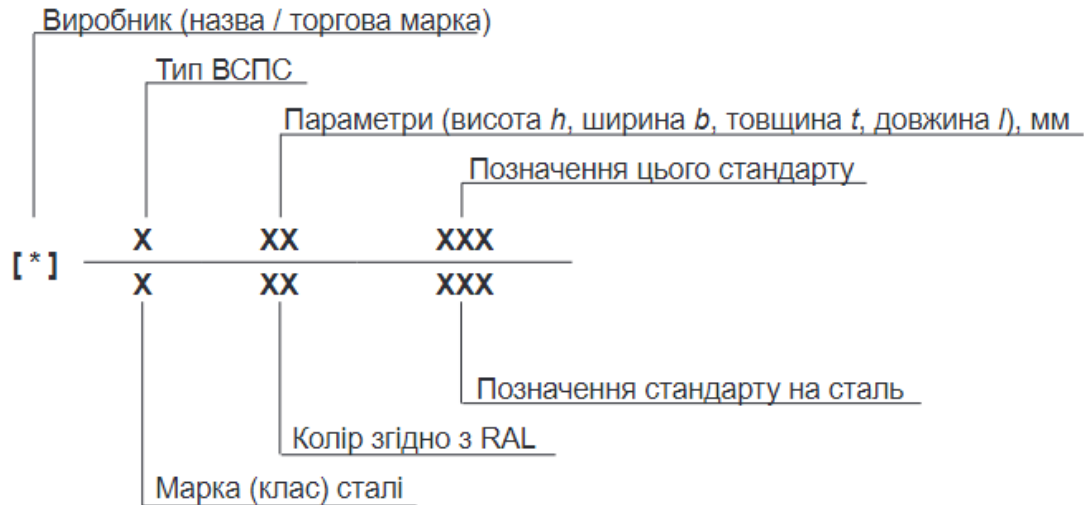 Виробник (назва / торгова марка)
Тип ВСПС
Параметри (висота h, ширина b, товщина t, довжина l), мм
Позначення цього стандарту
X XX XXX
[ * ]
X XX XXX
Позначення стандарту на сталь
Колір згідно з RAL
Марка (клас) сталі